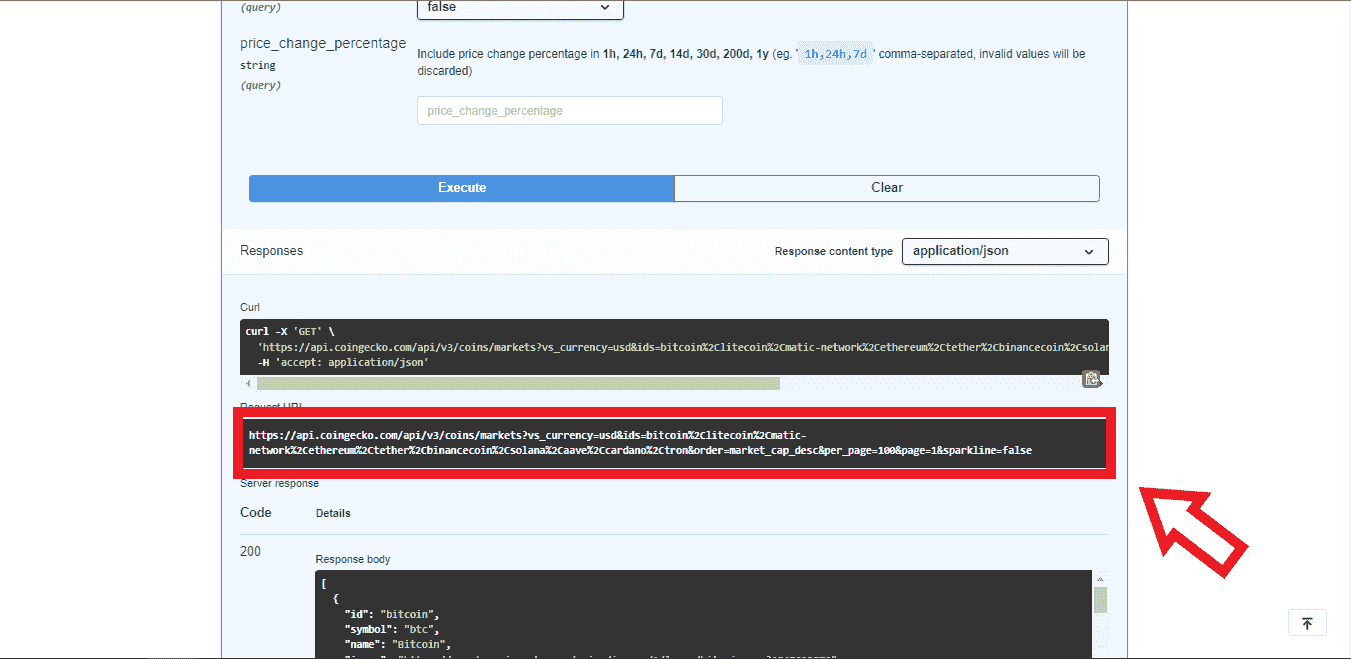 (query)
false
price_change_percentage
string
(query)
Include price change percentage in 1h, 24h, 7d, 14d, 30d, 200d, 1y (eg. '1h,24h,7d' comma-separated, invalid values will be
discarded)
price_change_percentage
Execute
Clear
Responses
Response content type
application/json
Curl
curl -X 'GET' \
'https://api.coingecko.com/api/v3/coins/markets?vs_currency=usd&ids=bitcoin%2Clitecoin%2Cmatic-network%2Cethereum%2Ctether%2Cbinancecoin%2Csolar
-H 'accept: application/json'
Request URL
https://api.coingecko.com/api/v3/coins/markets?vs_currency=usd&ids=bitcoin%2Clitecoin%2Cmatic-
network%2Cethereum%2Ctether%2Cbinancecoin%2Csolana%2Caave%2Ccardano%2Ctron&order=market_cap_desc&per_page=100&page=1&sparkline=false
Server response
Code
Details
200
Response body
[
{
"id": "bitcoin",
"symbol": "btc",
"name": "Bitcoin",